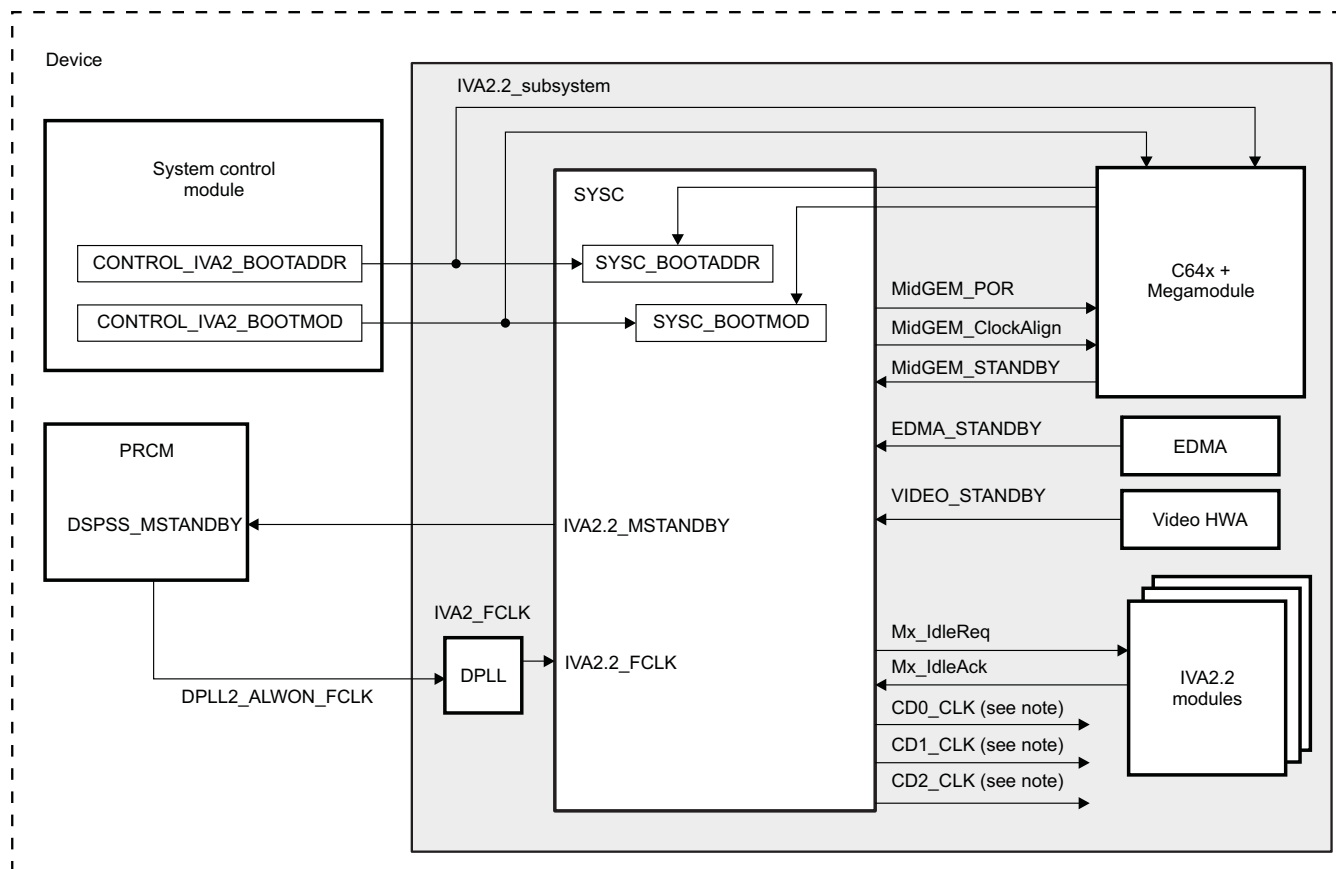 Device
IVA2.2_subsystem
System control
module
CONTROL_IVA2_BOOTADDR
CONTROL_IVA2_BOOTMOD
SYSC
SYSC_BOOTADDR
SYSC_BOOTMOD
C64x +
Megamodule
MidGEM_POR
MidGEM_ClockAlign
MidGEM_STANDBY
EDMA_STANDBY
EDMA
VIDEO_STANDBY
Video HWA
PRCM
DSPSS_MSTANDBY
IVA2.2_MSTANDBY
IVA2_FCLK
DPLL
IVA2.2_FCLK
DPLL2_ALWON_FCLK
Mx_IdleReq
Mx_IdleAck
IVA2.2
modules
CD0_CLK (see note)
CD1_CLK (see note)
CD2_CLK (see note)